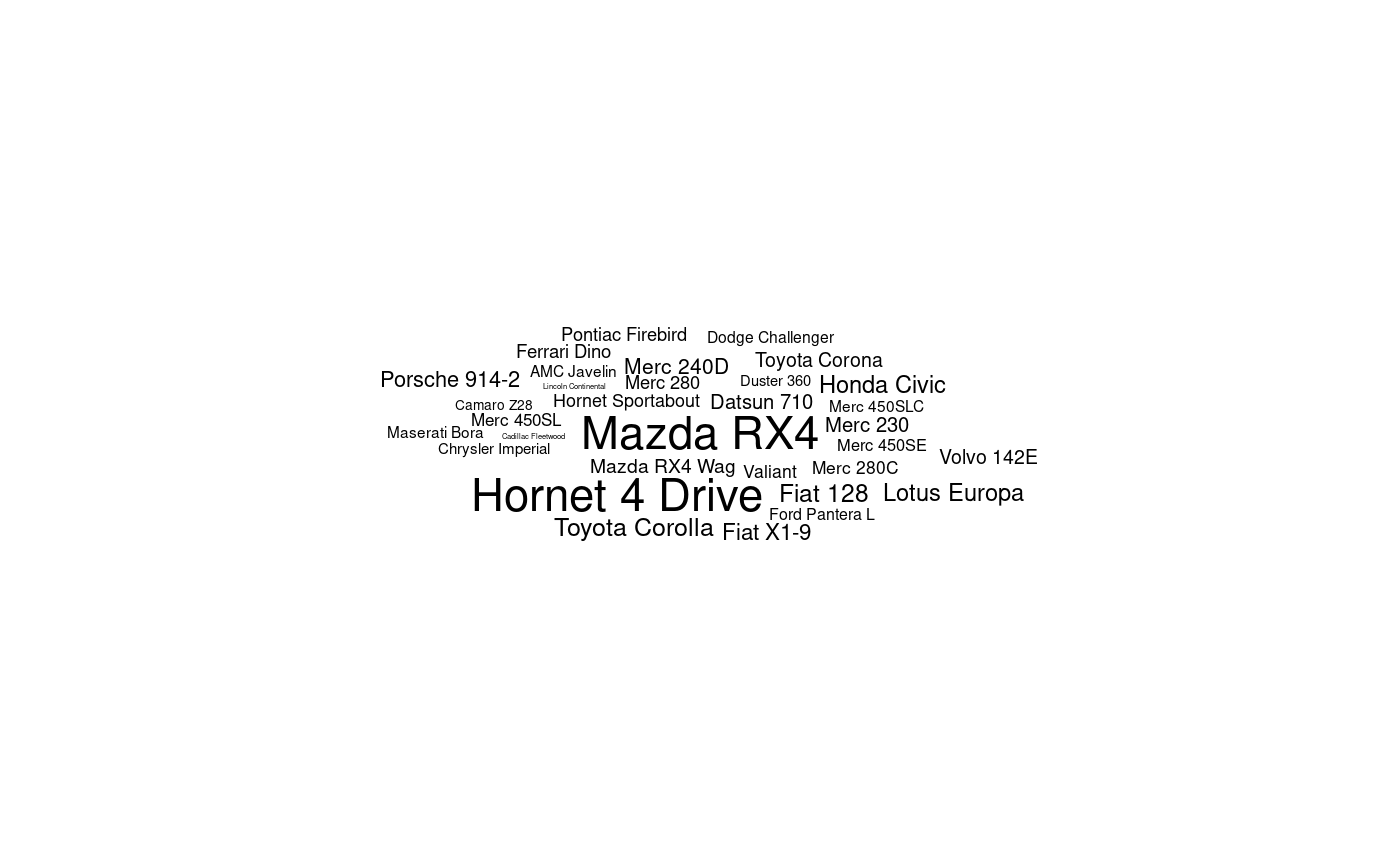 Pontiac Firebird
Dodge Challenger
Ferrari Dino
Toyota Corona
Merc 240D
AMC Javelin
Porsche 914-2
Lincoln Continental
Merc 280
Duster 360
Honda Civic
Hornet Sportabout
Datsun 710
Camaro Z28
Merc 450SLC
Merc 450SL
Merc 230
Maserati Bora
Cadillac Fleetwood
Mazda RX4
Merc 450SE
Chrysler Imperial
Volvo 142E
Mazda RX4 Wag
Valiant
Merc 280C
Hornet 4 Drive
Fiat 128
Lotus Europa
Ford Pantera L
Toyota Corolla
Fiat X1-9